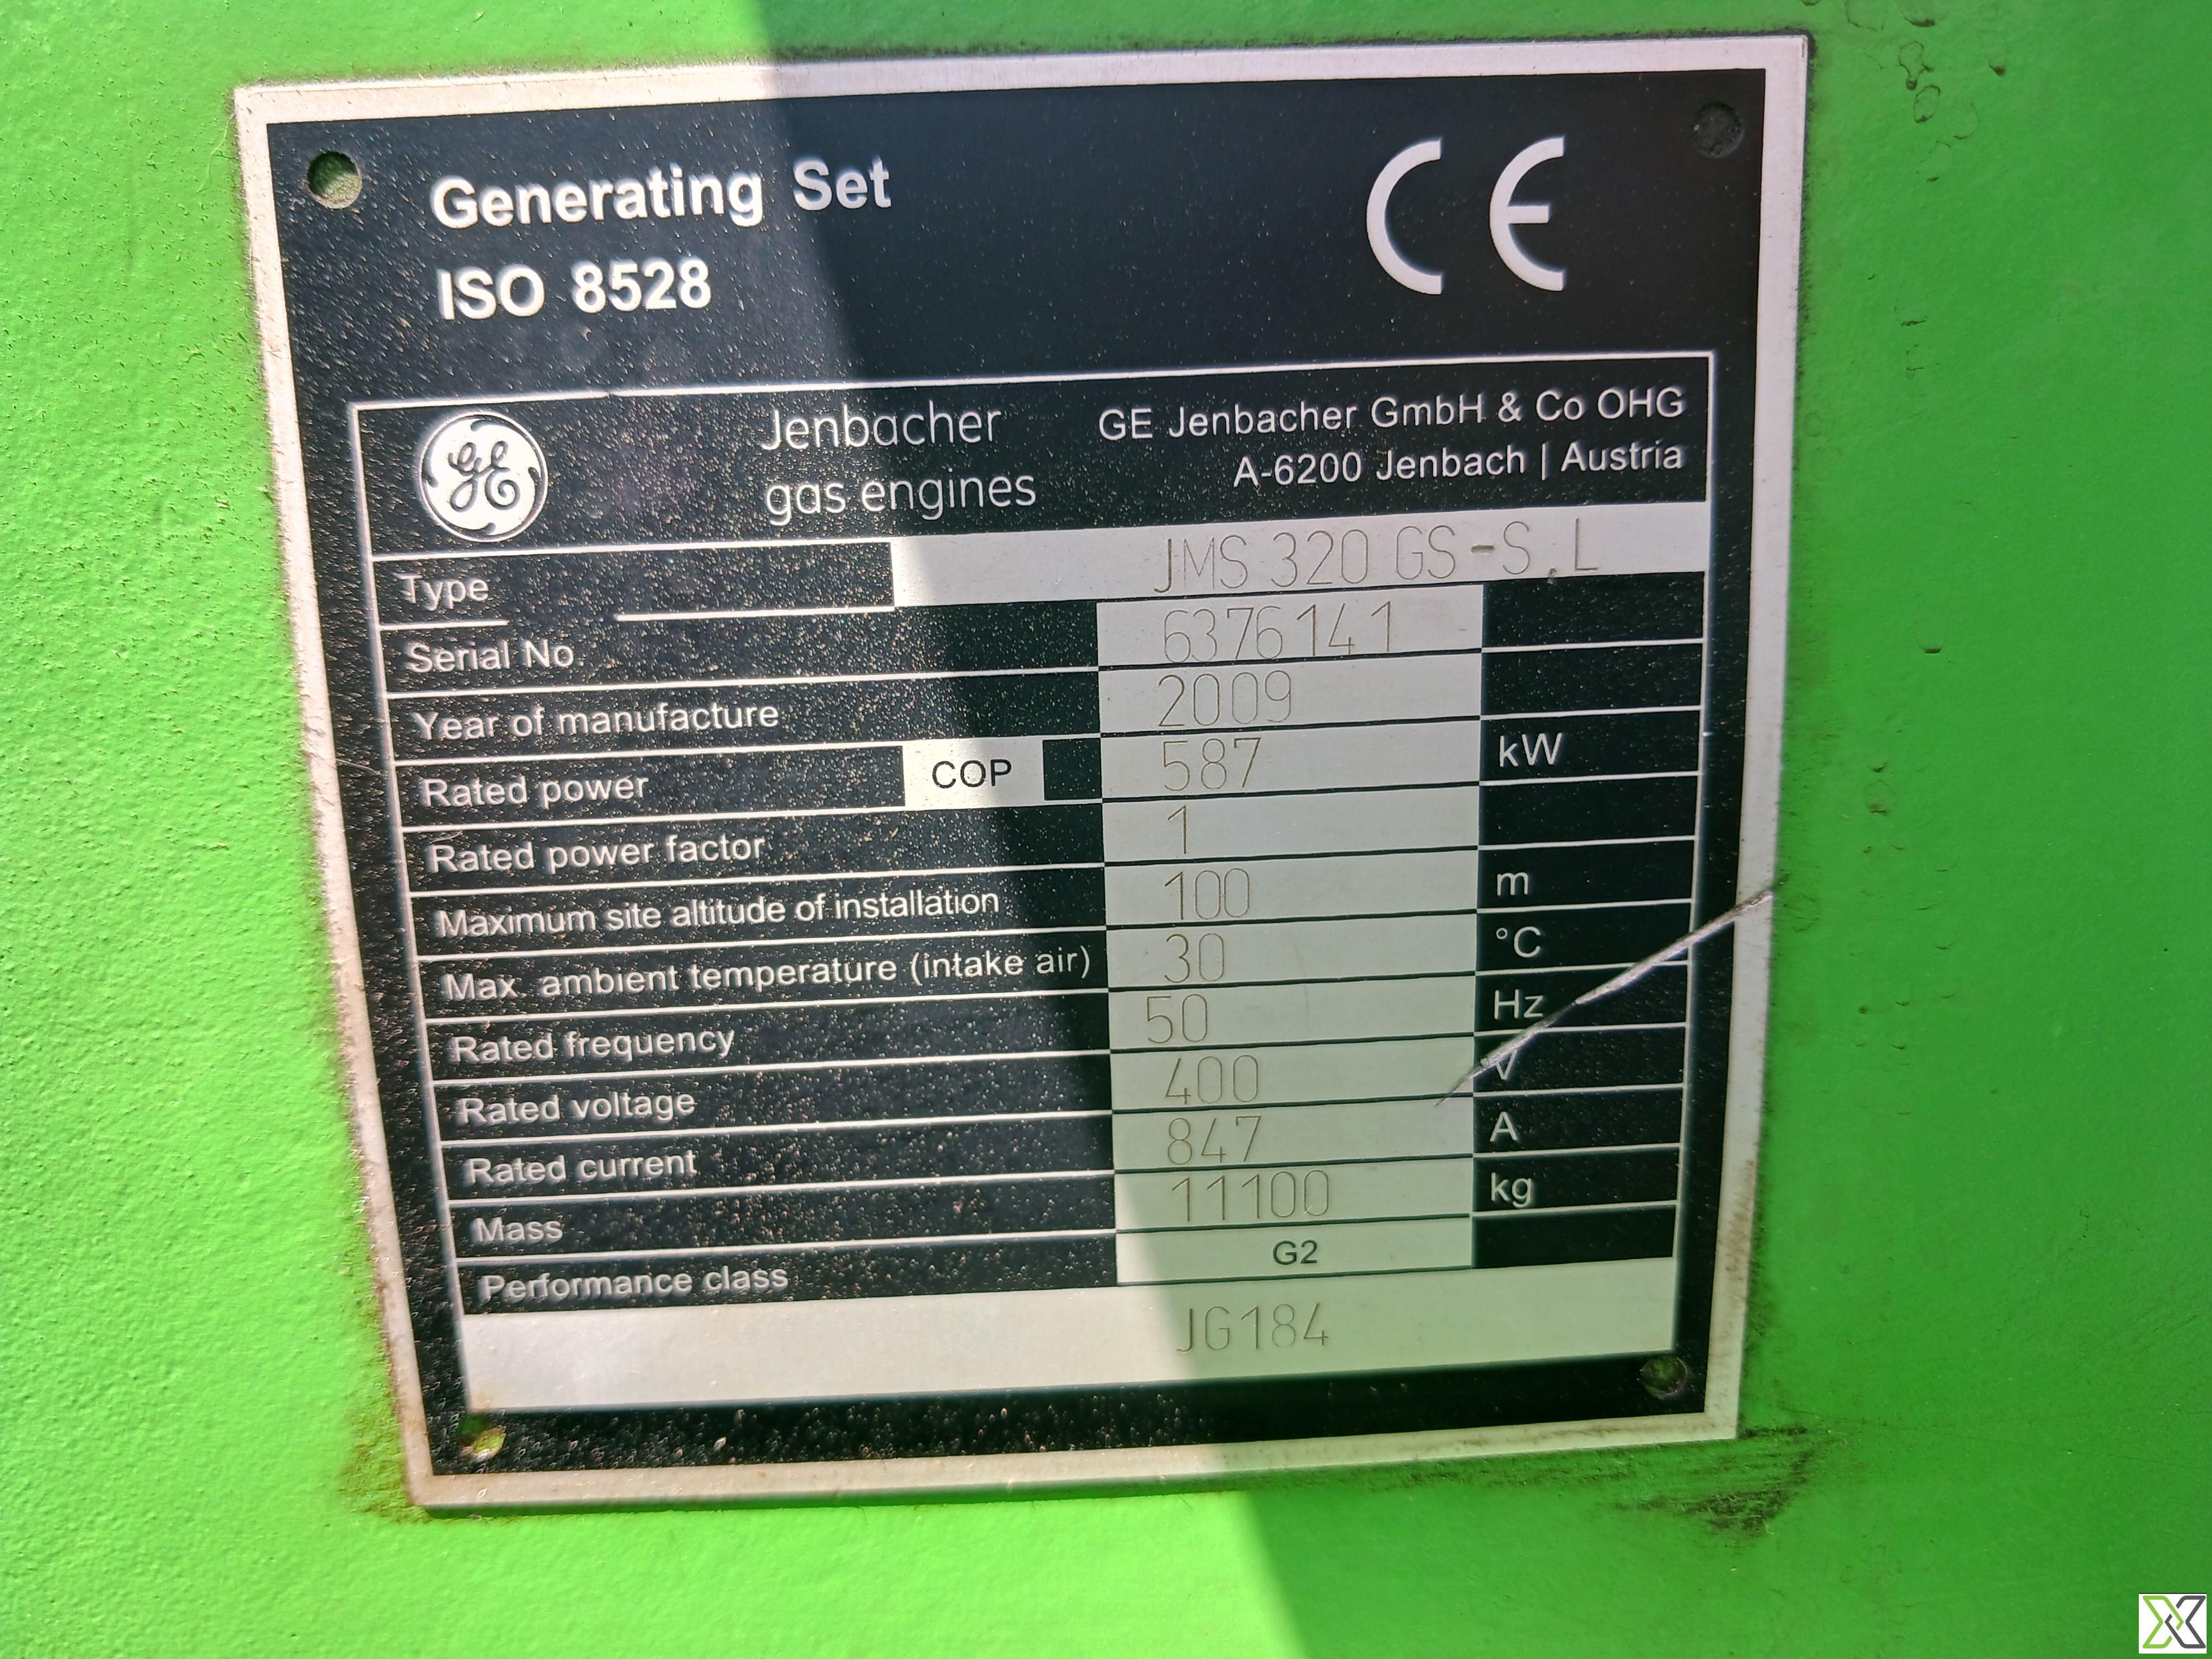 Generating Set
ISO 8528
CE
GE
Jenbacher
gas engines
GE Jenbacher GmbH & Co OHG
A-6200 Jenbach | Austria
Type JMS 320 GS-S.L
Serial No. 6376141
Year of manufacture 2009
Rated power COP 587 kW
Rated power factor 1
Maximum site altitude of installation 100 m
Max. ambient temperature (intake air) 30 °C
Rated frequency 50 Hz
Rated voltage 400 V
Rated current 847 A
Mass 11100 kg
Performance class G2
JG184